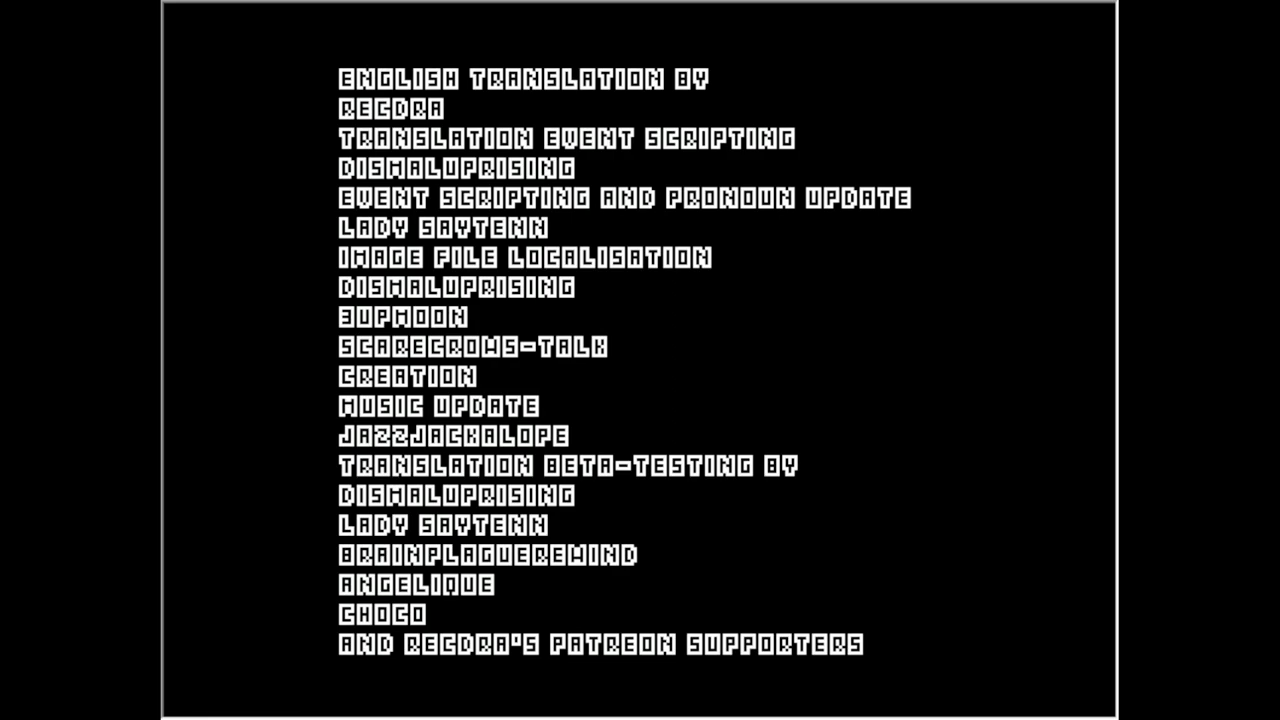 ENGLISH TRANSLATION BY
RECDRA
TRANSLATION EVENT SCRIPTING
DISMALUPRISING
EVENT SCRIPTING AND PRONOUN UPDATE
LADY SAYTENN
IMAGE FILE LOCALISATION
DISMALUPRISING
3UPMOON
SCARECROWS-TALK
CREATION
MUSIC UPDATE
JAZZJACKALOPE
TRANSLATION BETA-TESTING BY
DISMALUPRISING
LADY SAYTENN
BRAINPLAGUEREWIND
ANGELIQUE
CHOCO
AND RECDRA'S PATREON SUPPORTERS